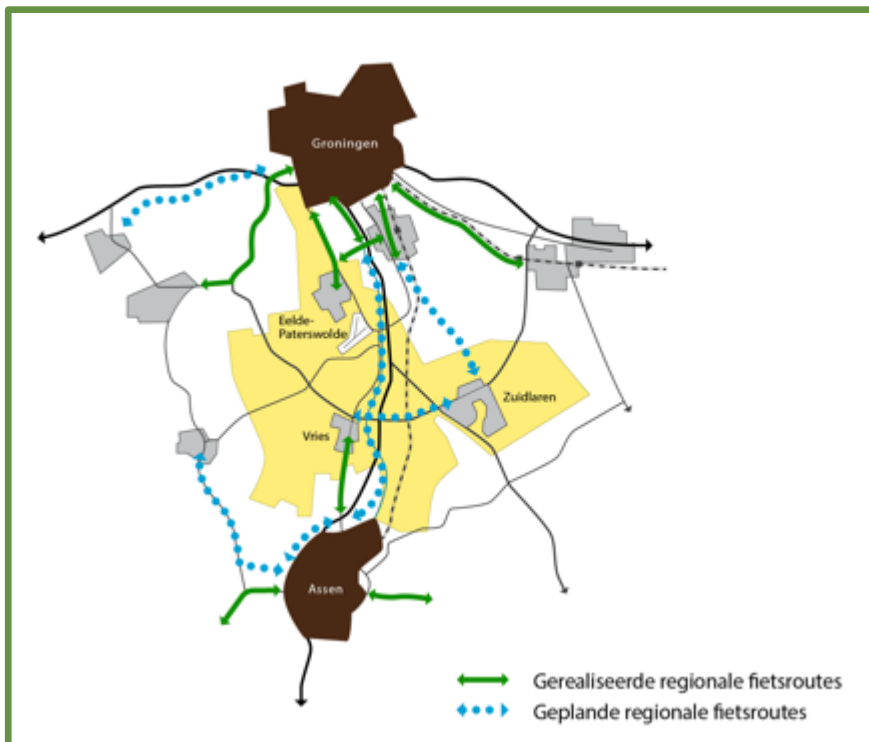 Groningen
Eelde-
Paterswolde
Zuidlaren
Vries
Assen
Gerealiseerde regionale fietsroutes
Geplande regionale fietsroutes